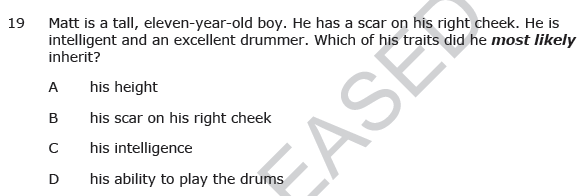 19 Matt is a tall, eleven-year-old boy. He has a scar on his right cheek. He is
intelligent and an excellent drummer. Which of his traits did he most likely
inherit?
A his height
B his scar on his right cheek
C his intelligence
D his ability to play the drums
EASED